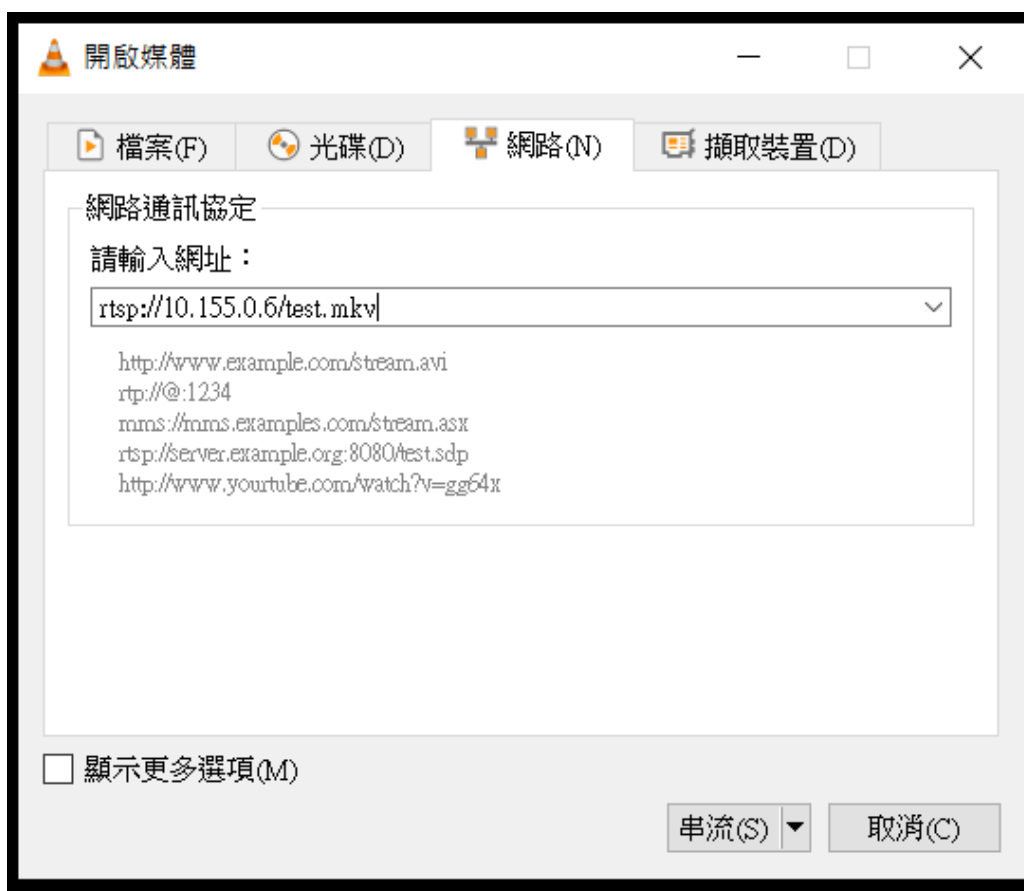 開啟媒體
檔案(F) 光碟(D) 網路(N) 擷取裝置(D)
網路通訊協定
請輸入網址：
rtsp://10.155.0.6/test.mkv
http://www.example.com/stream.avi
rtp://@:1234
mms://mms.examples.com/stream.asx
rtsp://server.example.org:8080/test.sdp
http://www.yourtube.com/watch?v=gg64x
顯示更多選項(M)
串流(S) 取消(C)